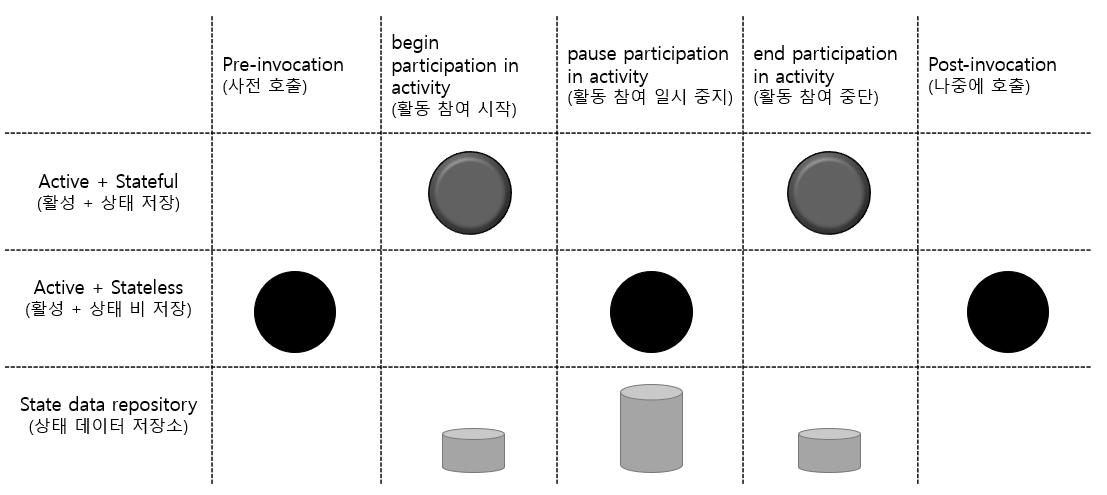 Pre-invocation
(사전 호출)
begin
participation in
activity
(활동 참여 시작)
pause participation
in activity
(활동 참여 일시 중지)
end participation
in activity
(활동 참여 중단)
Post-invocation
(나중에 호출)
Active + Stateful
(활성 + 상태 저장)
Active + Stateless
(활성 + 상태 비 저장)
State data repository
(상태 데이터 저장소)